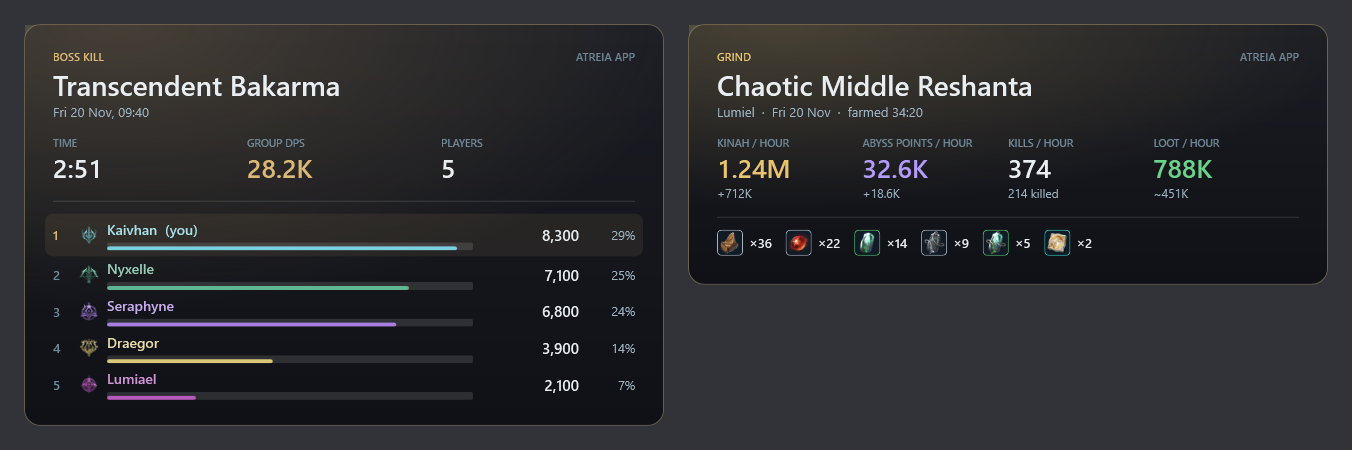 BOSS KILL
ATREIA APP
Transcendent Bakarma
Fri 20 Nov, 09:40
TIME GROUP DPS PLAYERS
2:51 28.2K 5
1 Kaivhan (you) 8,300 29%
2 Nyxelle 7,100 25%
3 Seraphyne 6,800 24%
4 Draegor 3,900 14%
5 Lumiael 2,100 7%
GRIND
ATREIA APP
Chaotic Middle Reshanta
Lumiel · Fri 20 Nov · farmed 34:20
KINAH / HOUR ABYSS POINTS / HOUR KILLS / HOUR LOOT / HOUR
1.24M 32.6K 374 788K
+712K +18.6K 214 killed ~451K
×36 ×22 ×14 ×9 ×5 ×2